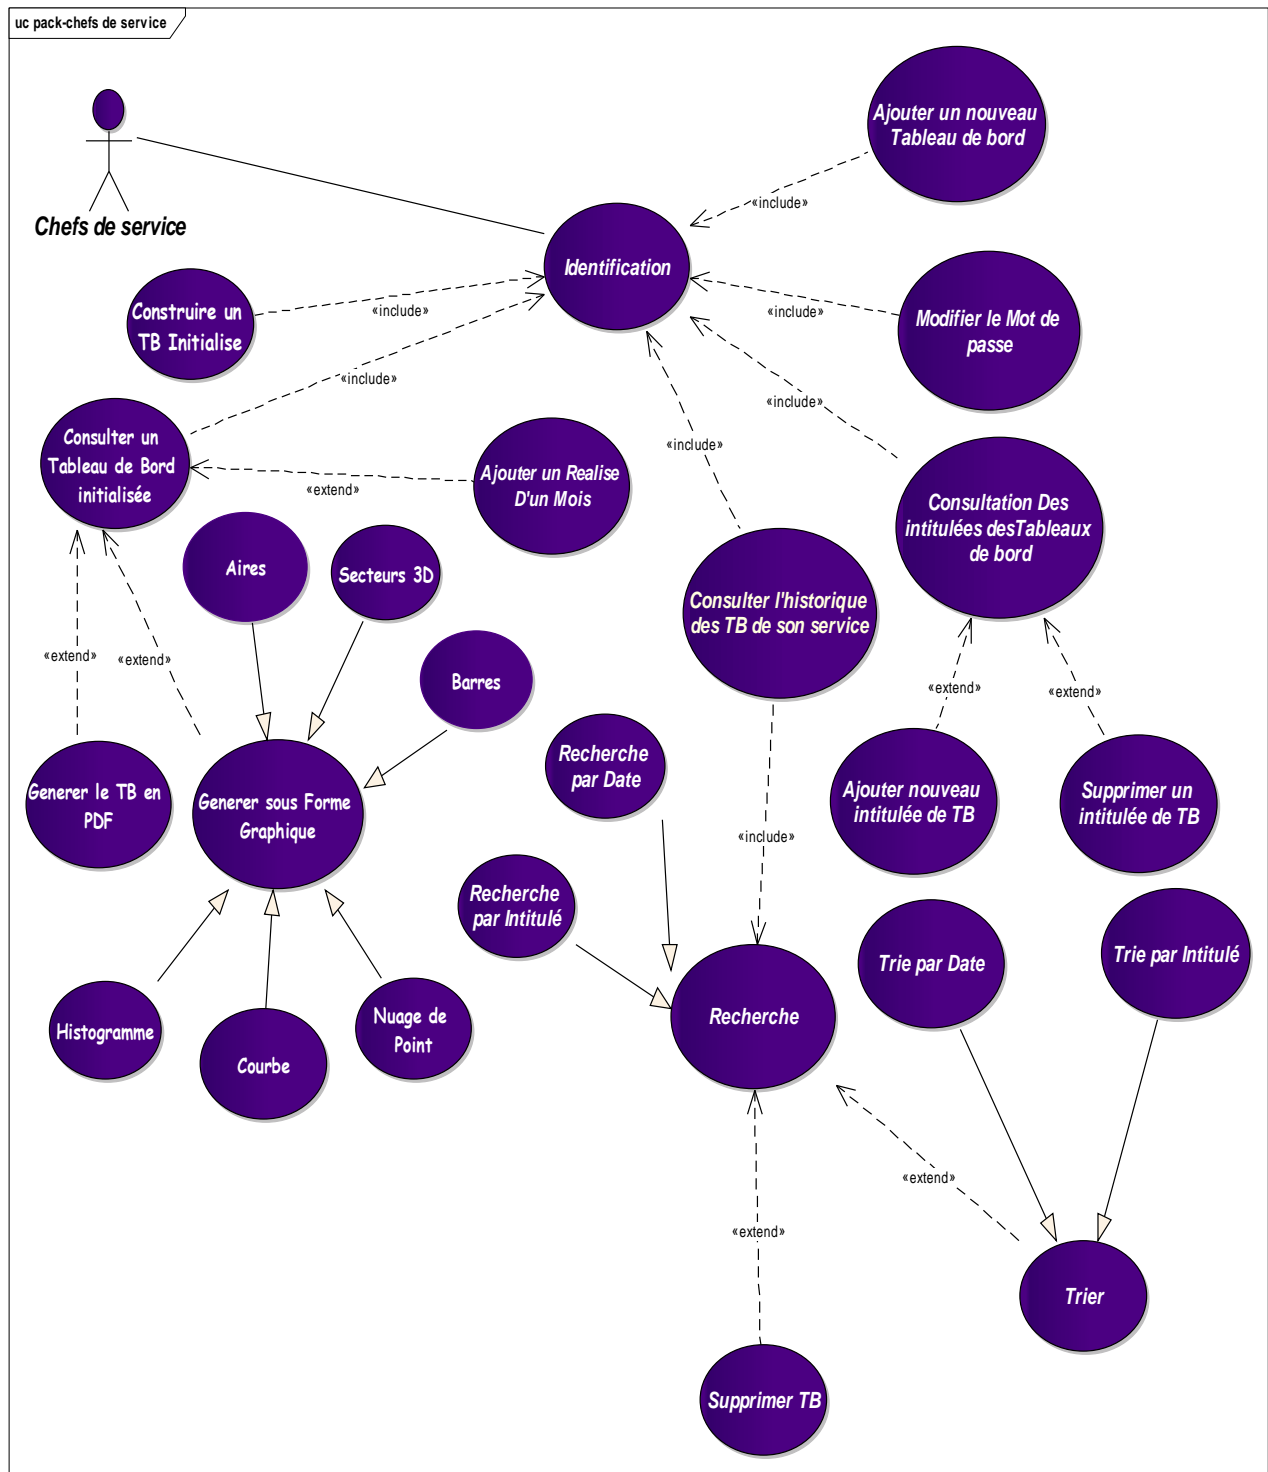 uc pack-chefs de service
Ajouter un nouveau
Tableau de bord
Chefs de service
«include»
Identification
Construire un
TB Initialise
«include»
«include»
Modifier le Mot de
passe
«include»
«include»
Consulter un
Tableau de Bord
initialisée
«include»
Ajouter un Realise
D'un Mois
«extend»
Consultation Des
intitulées desTableaux
de bord
Aires
Secteurs 3D
Consulter l'historique
des TB de son service
«extend»
«extend»
Barres
«extend»
«extend»
Recherche
par Date
Generer le TB en
PDF
Generer sous Forme
Graphique
Ajouter nouveau
intitulée de TB
Supprimer un
intitulée de TB
«include»
Recherche
par Intitulé
Trie par Date
Trie par Intitulé
Histogramme
Nuage de
Point
Recherche
Courbe
«extend»
«extend»
Trier
Supprimer TB